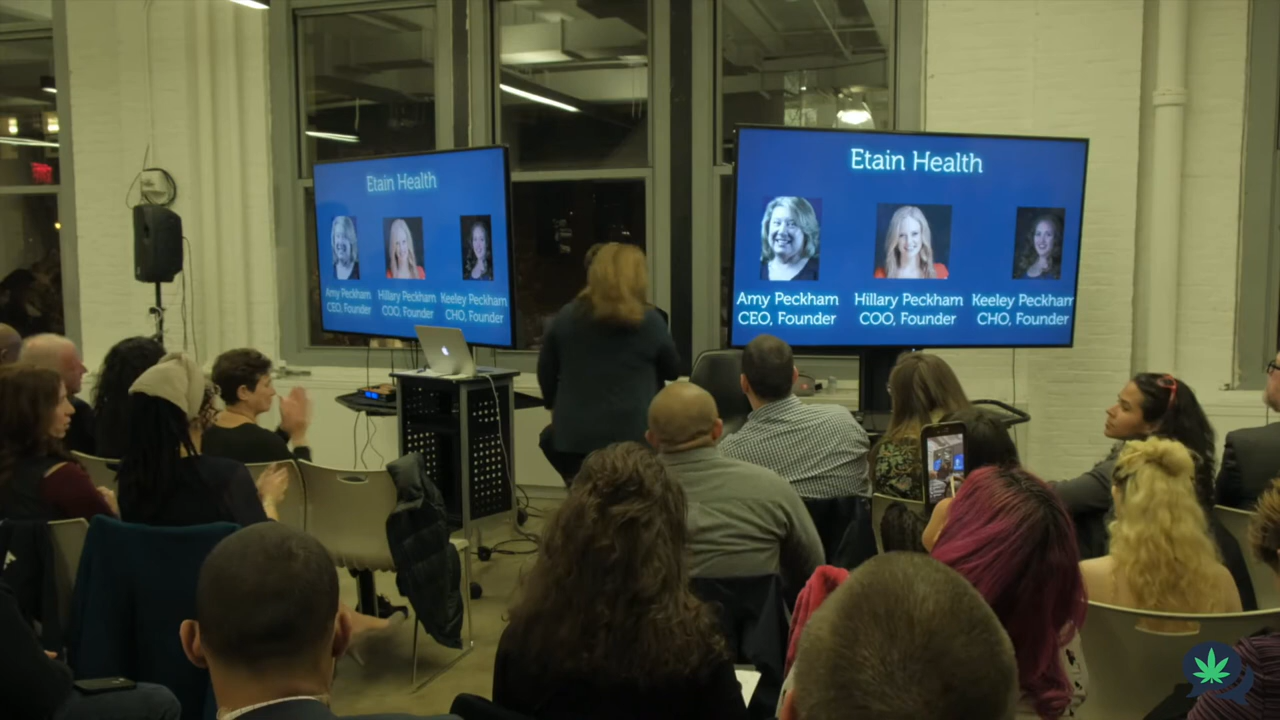 Etain Health
Amy Peckham Hillary Peckham Keeley Peckham
CEO, Founder COO, Founder CHO, Founder
Etain Health
Amy Peckham Hillary Peckham Keeley Peckham
CEO, Founder COO, Founder CHO, Founder